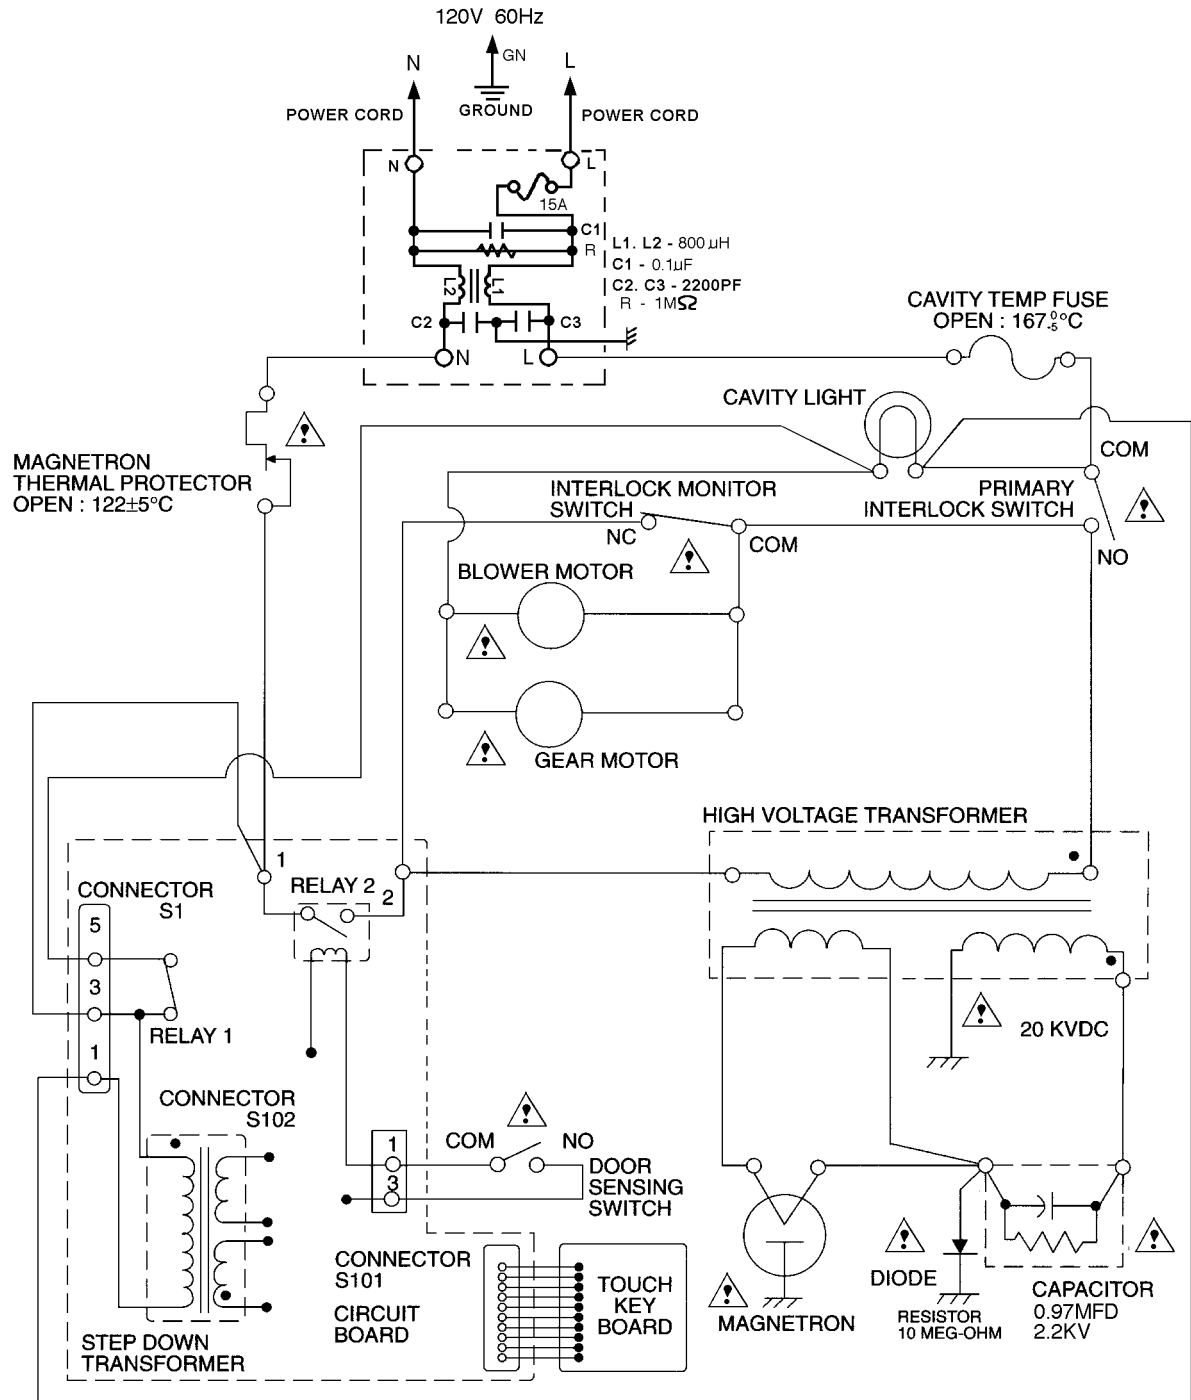 120V 60Hz
GN
N
L
POWER CORD
GROUND
POWER CORD
N
L
15A
C1
R
L1. L2 - 800µH
C1 - 0.1µF
C2. C3 - 2200PF
R - 1MΩ
L2
L1
C2
C3
N
L
CAVITY TEMP FUSE
OPEN : 167 0 -5 °C
CAVITY LIGHT
COM
MAGNETRON
THERMAL PROTECTOR
OPEN : 122±5°C
INTERLOCK MONITOR
SWITCH
NC
COM
PRIMARY
INTERLOCK SWITCH
NO
BLOWER MOTOR
GEAR MOTOR
HIGH VOLTAGE TRANSFORMER
1
RELAY 2
2
CONNECTOR
S1
5
3
1
RELAY 1
20 KVDC
CONNECTOR
S102
1
3
COM
NO
DOOR
SENSING
SWITCH
CONNECTOR
S101
CIRCUIT
BOARD
TOUCH
KEY
BOARD
STEP DOWN
TRANSFORMER
MAGNETRON
DIODE
RESISTOR
10 MEG-OHM
CAPACITOR
0.97MFD
2.2KV